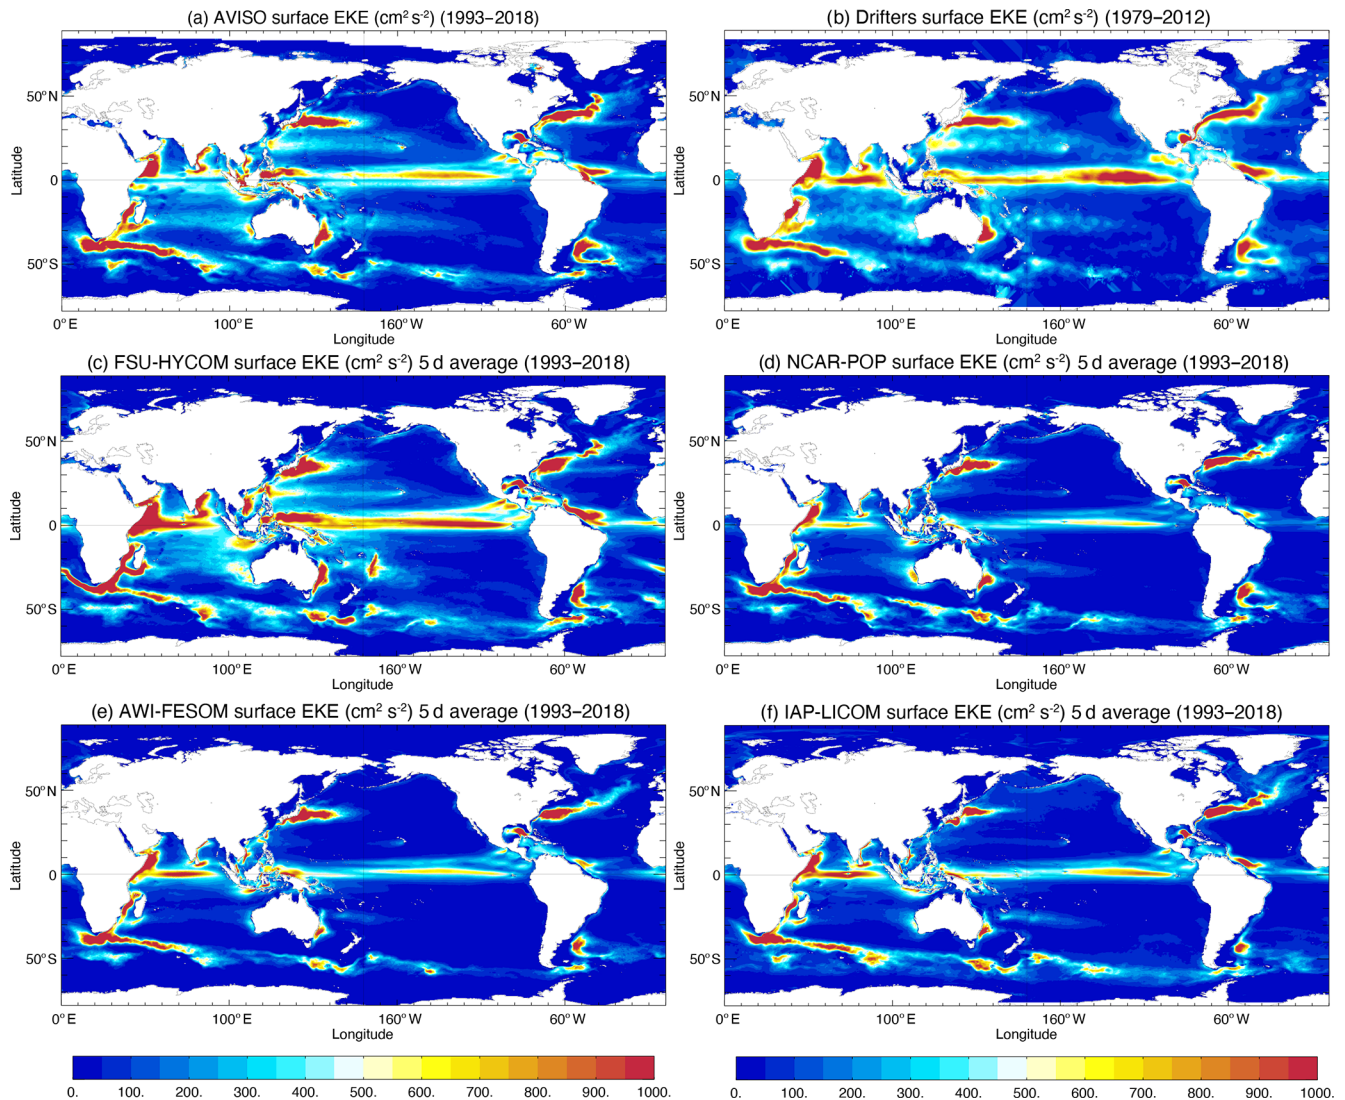 (a) AVISO surface EKE (cm² s⁻²) (1993–2018)
50° N
0
50° S
Latitude
0° E
100° E
160° W
60° W
Longitude
(b) Drifters surface EKE (cm² s⁻²) (1979–2012)
50° N
0
50° S
Latitude
0° E
100° E
160° W
60° W
Longitude
(c) FSU-HYCOM surface EKE (cm² s⁻²) 5 d average (1993–2018)
50° N
0
50° S
Latitude
0° E
100° E
160° W
60° W
Longitude
(d) NCAR-POP surface EKE (cm² s⁻²) 5 d average (1993–2018)
50° N
0
50° S
Latitude
0° E
100° E
160° W
60° W
Longitude
(e) AWI-FESOM surface EKE (cm² s⁻²) 5 d average (1993–2018)
50° N
0
50° S
Latitude
0° E
100° E
160° W
60° W
Longitude
(f) IAP-LICOM surface EKE (cm² s⁻²) 5 d average (1993–2018)
50° N
0
50° S
Latitude
0° E
100° E
160° W
60° W
Longitude
0. 100. 200. 300. 400. 500. 600. 700. 800. 900. 1000.
0. 100. 200. 300. 400. 500. 600. 700. 800. 900. 1000.